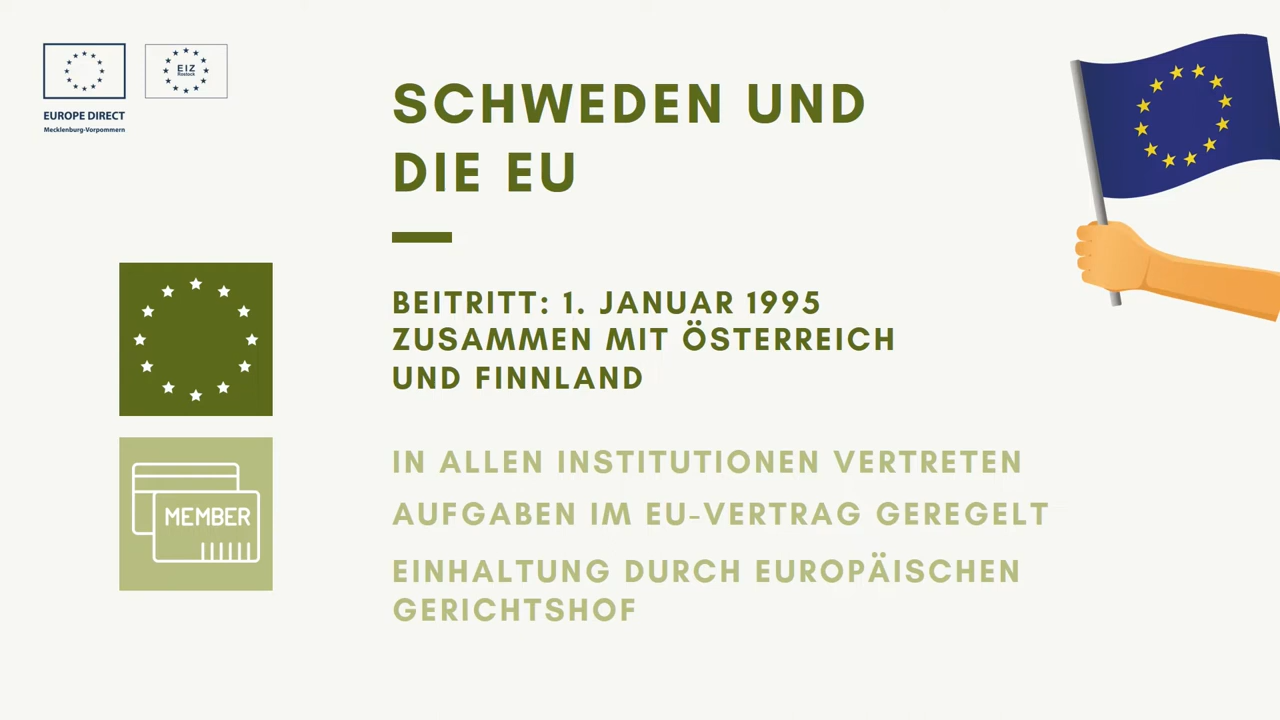 EIZ
Rostock
EUROPE DIRECT
Mecklenburg-Vorpommern
SCHWEDEN UND
DIE EU
BEITRITT: 1. JANUAR 1995
ZUSAMMEN MIT ÖSTERREICH
UND FINNLAND
MEMBER
IN ALLEN INSTITUTIONEN VERTRETEN
AUFGABEN IM EU-VERTRAG GEREGELT
EINHALTUNG DURCH EUROPÄISCHEN
GERICHTSHOF